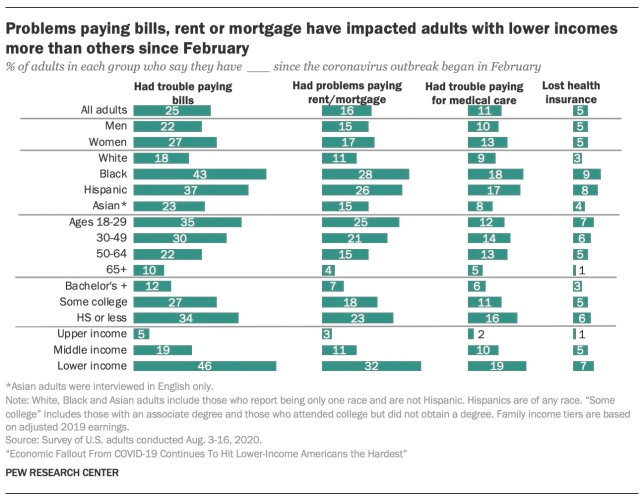 Problems paying bills, rent or mortgage have impacted adults with lower incomes
more than others since February
% of adults in each group who say they have ___ since the coronavirus outbreak began in February
Had trouble paying bills Had problems paying rent/mortgage Had trouble paying for medical care Lost health insurance
All adults 25 16 11 5
Men 22 15 10 5
Women 27 17 13 5
White 18 11 9 3
Black 43 28 18 9
Hispanic 37 26 17 8
Asian* 23 15 8 4
Ages 18-29 35 25 12 7
30-49 30 21 14 6
50-64 22 15 13 5
65+ 10 4 5 1
Bachelor's + 12 7 6 3
Some college 27 18 11 5
HS or less 34 23 16 6
Upper income 5 3 2 1
Middle income 19 11 10 5
Lower income 46 32 19 7
*Asian adults were interviewed in English only.
Note: White, Black and Asian adults include those who report being only one race and are not Hispanic. Hispanics are of any race. “Some
college” includes those with an associate degree and those who attended college but did not obtain a degree. Family income tiers are based
on adjusted 2019 earnings.
Source: Survey of U.S. adults conducted Aug. 3-16, 2020.
“Economic Fallout From COVID-19 Continues To Hit Lower-Income Americans the Hardest”
PEW RESEARCH CENTER